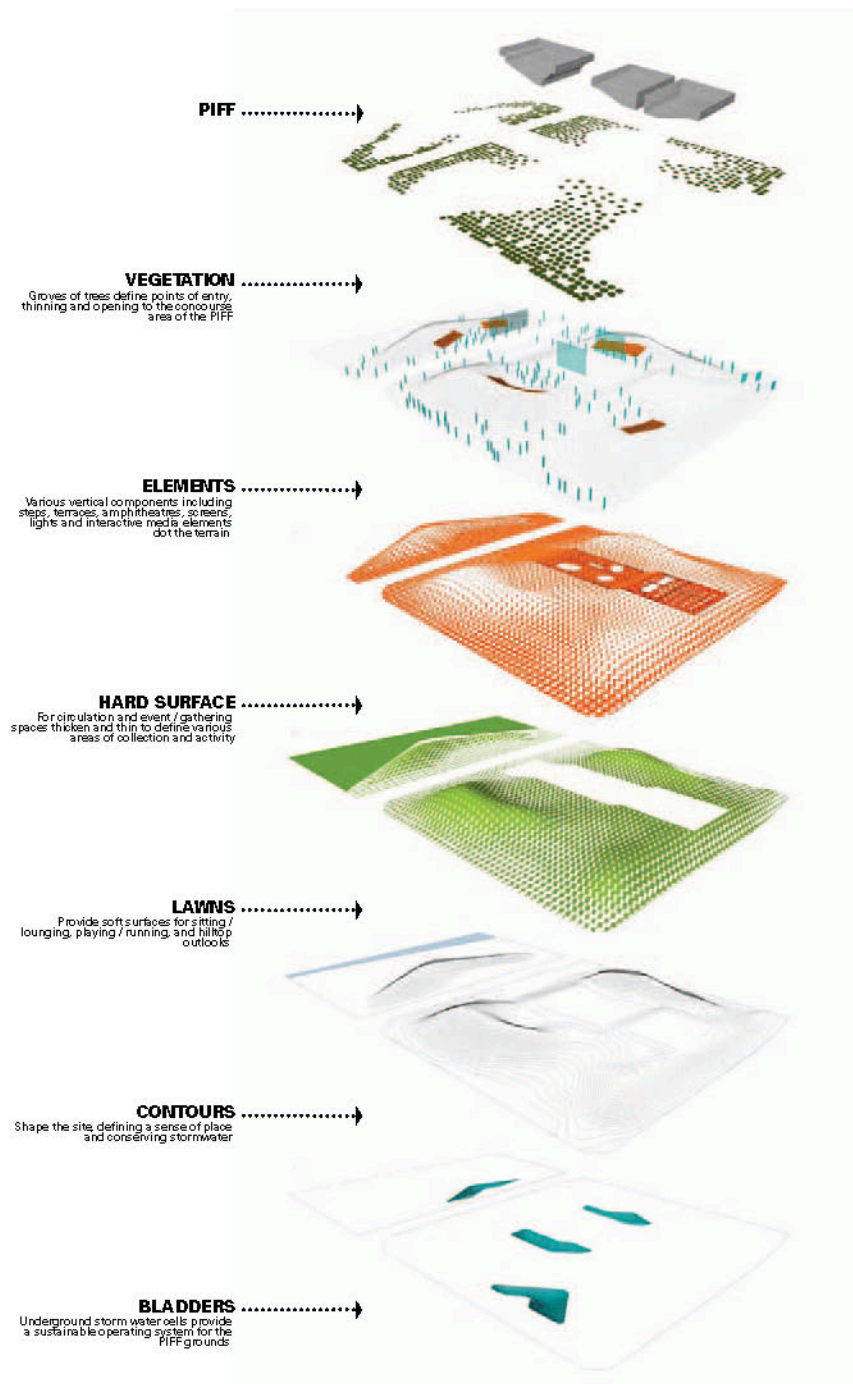 PIFF
VEGETATION
Groves of trees define points of entry,
thinning and opening to the concourse
area of the PIFF
ELEMENTS
Various vertical components including
steps, terraces, amphitheatres, screens,
lights and interactive media elements
dot the terrain
HARD SURFACE
For circulation and event / gathering
spaces thicken and thin to define various
areas of collection and activity
LAWNS
Provide soft surfaces for sitting /
lounging, playing / running, and hilltop
outlooks
CONTOURS
Shape the site, defining a sense of place
and conserving stormwater
BLADDERS
Underground storm water cells provide
a sustainable operating system for the
PIFF grounds